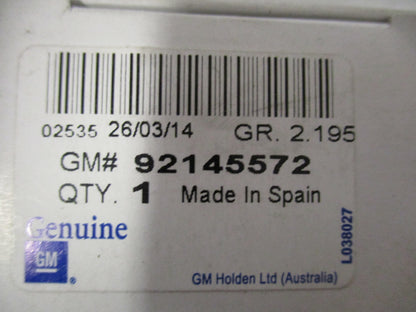 02535 26/03/14 GR. 2.195
GM# 92145572
QTY. 1 Made In Spain
Genuine
GM
®
GM Holden Ltd (Australia)
L038027